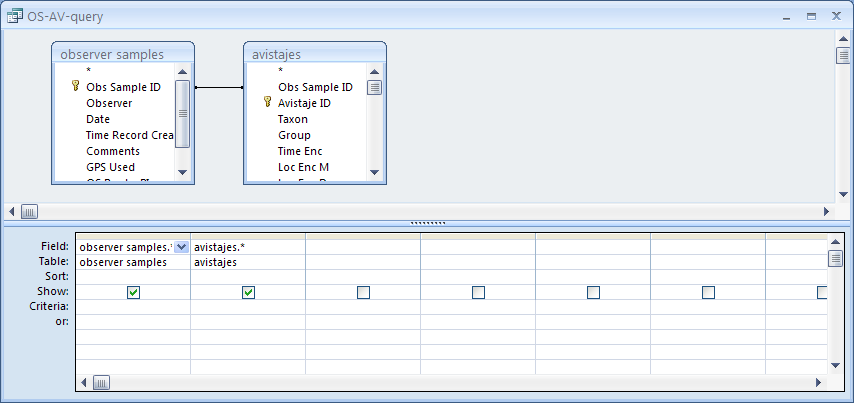 OS-AV-query
observer samples
*
Obs Sample ID
Observer
Date
Time Record Crea
Comments
GPS Used
avistajes
*
Obs Sample ID
Avistaje ID
Taxon
Group
Time Enc
Loc Enc M
Field: observer samples.* avistajes.*
Table: observer samples avistajes
Sort:
Show:
Criteria:
or: